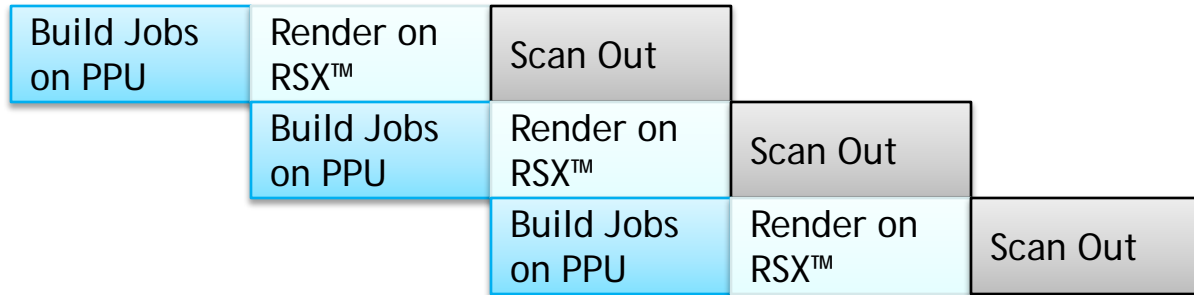 Build Jobs
on PPU
Render on
RSX™
Scan Out
Build Jobs
on PPU
Render on
RSX™
Scan Out
Build Jobs
on PPU
Render on
RSX™
Scan Out